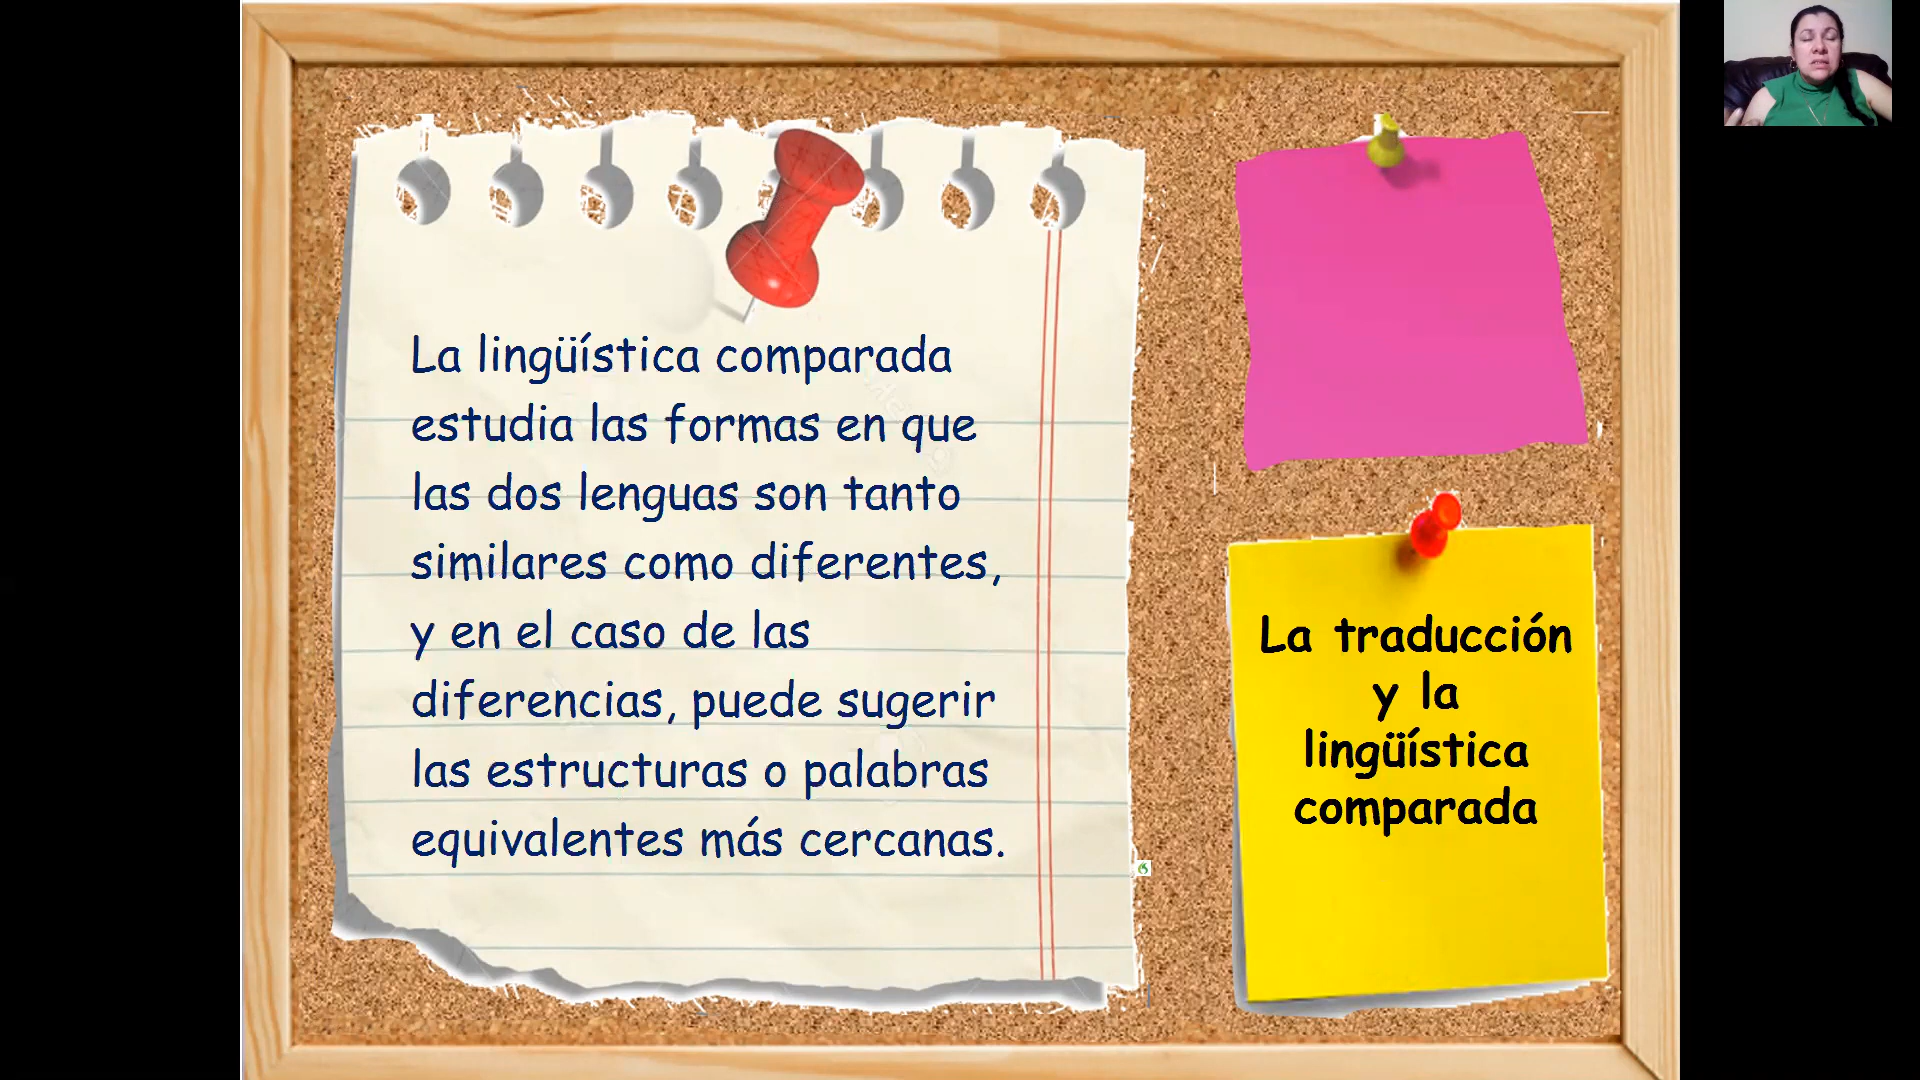 La lingüística comparada
estudia las formas en que
las dos lenguas son tanto
similares como diferentes,
y en el caso de las
diferencias, puede sugerir
las estructuras o palabras
equivalentes más cercanas.
La traducción
y la
lingüística
comparada